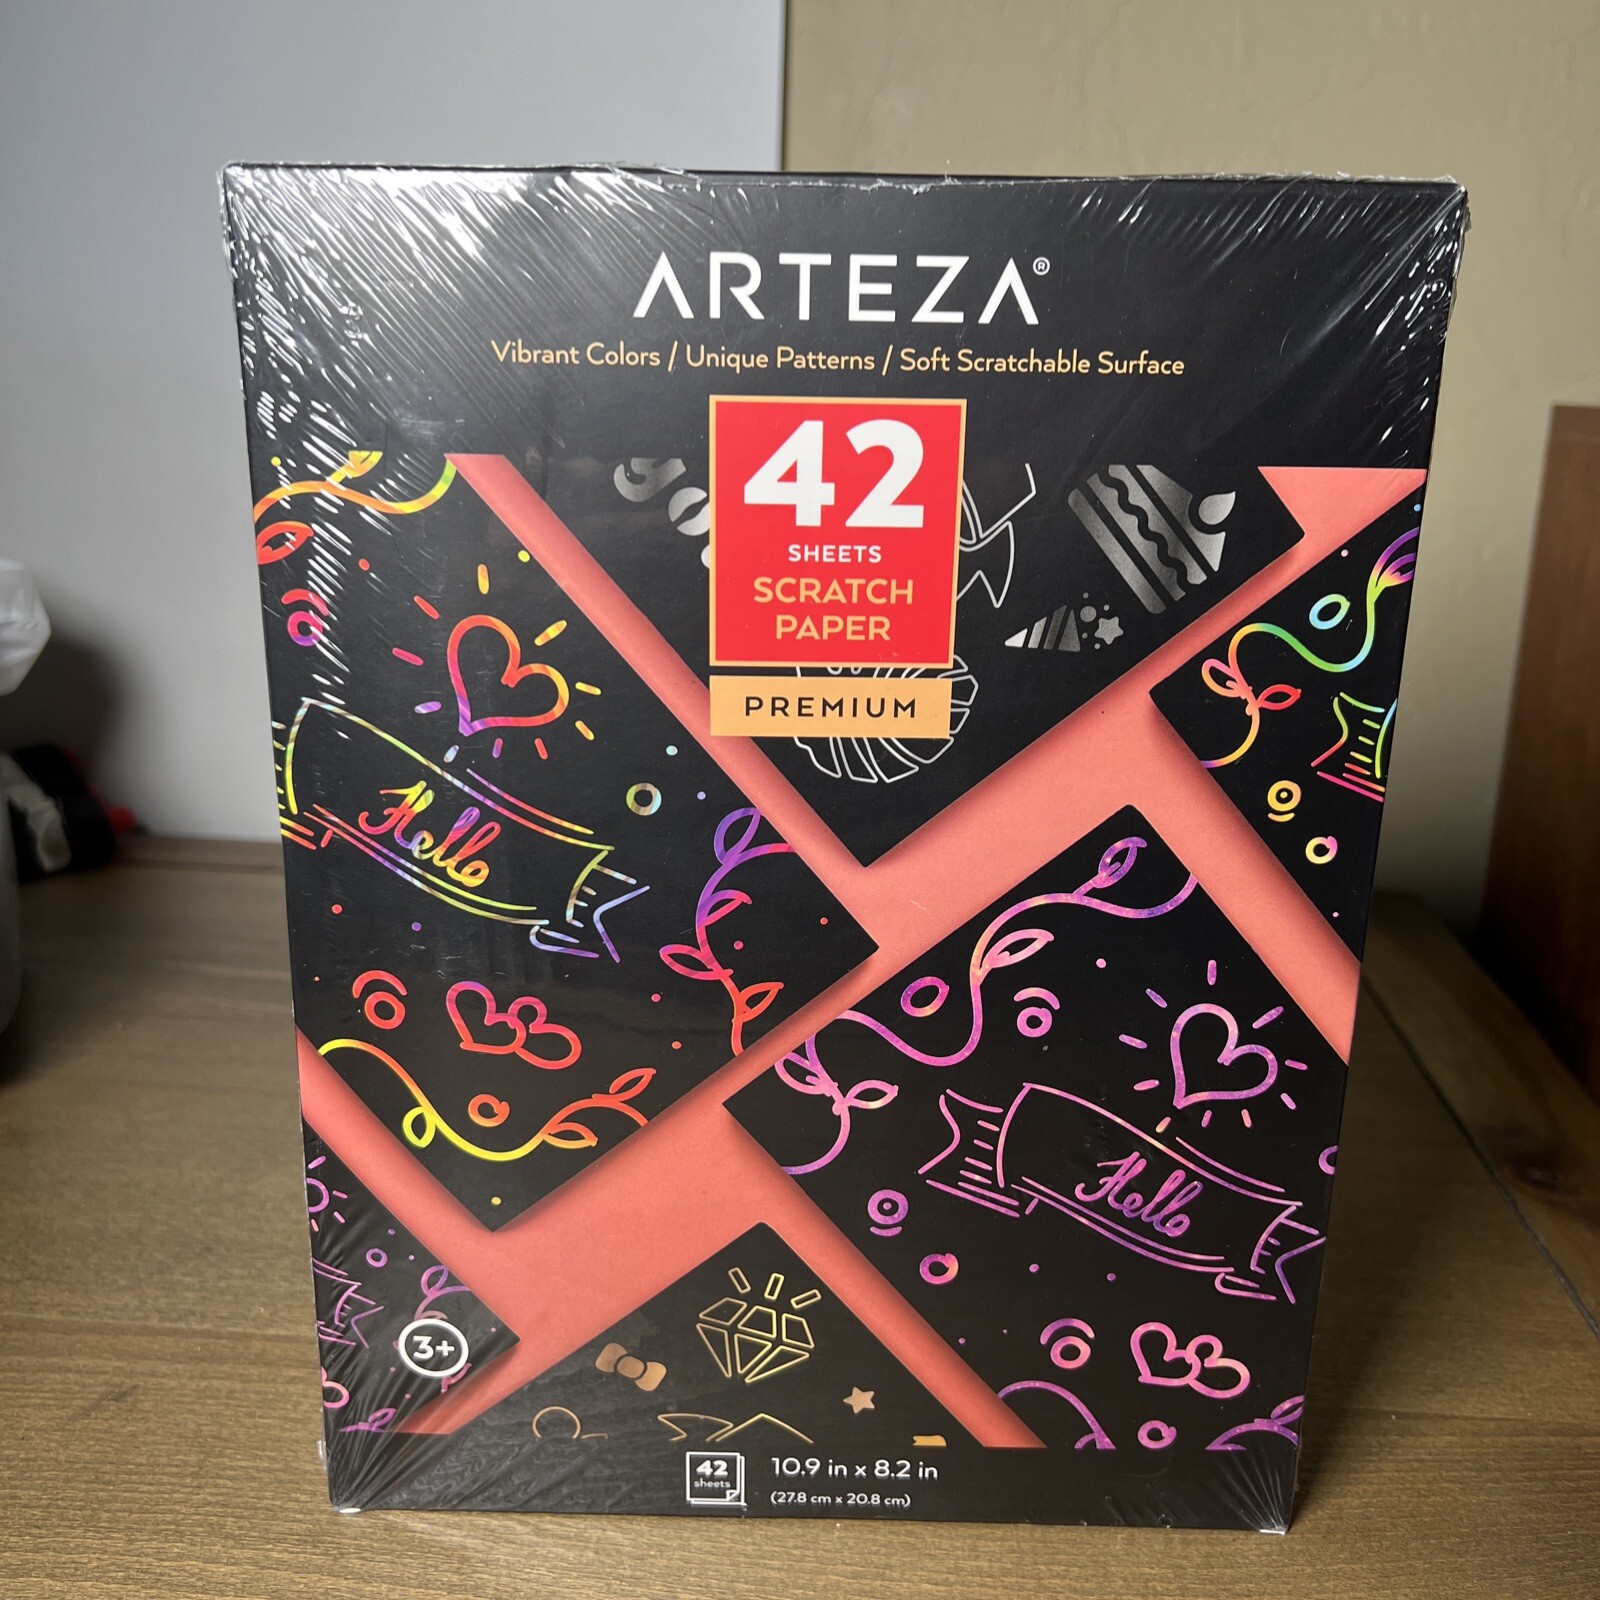 ARTEZA®
Vibrant Colors / Unique Patterns / Soft Scratchable Surface
42
SHEETS
SCRATCH
PAPER
PREMIUM
Hello
Hello
3+
42
sheets
10.9 in x 8.2 in
(27.8 cm x 20.8 cm)